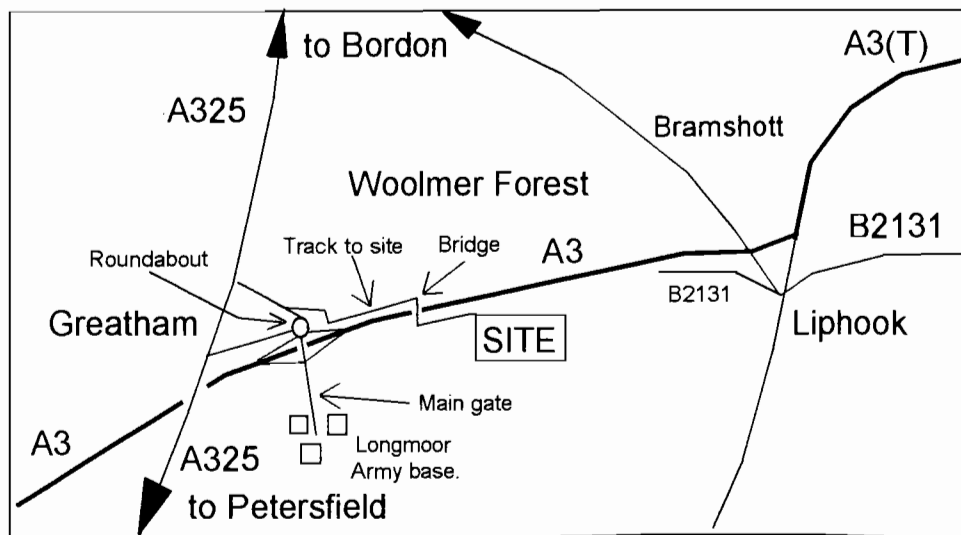 to Bordon
A3(T)
A325
Bramshott
Woolmer Forest
B2131
Track to site
Bridge
A3
Roundabout
B2131
Greatham
SITE
Liphook
Main gate
A3
A325
Longmoor
Army base.
to Petersfield